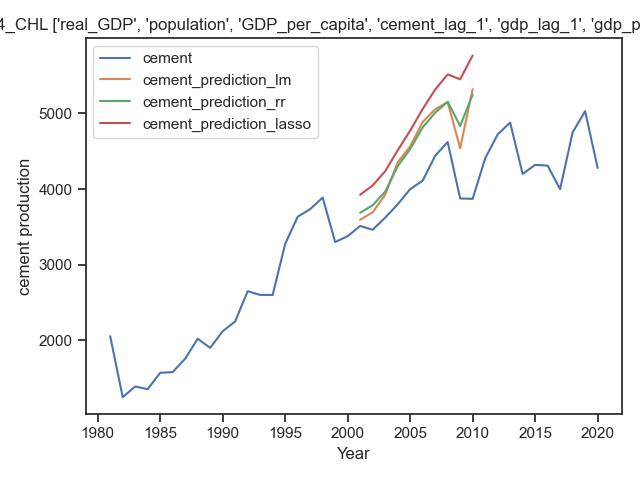 4_CHL ['real_GDP', 'population', 'GDP_per_capita', 'cement_lag_1', 'gdp_lag_1', 'gdp_p
cement
cement_prediction_lm
cement_prediction_rr
cement_prediction_lasso
cement production
5000
4000
3000
2000
1980 1985 1990 1995 2000 2005 2010 2015 2020
Year